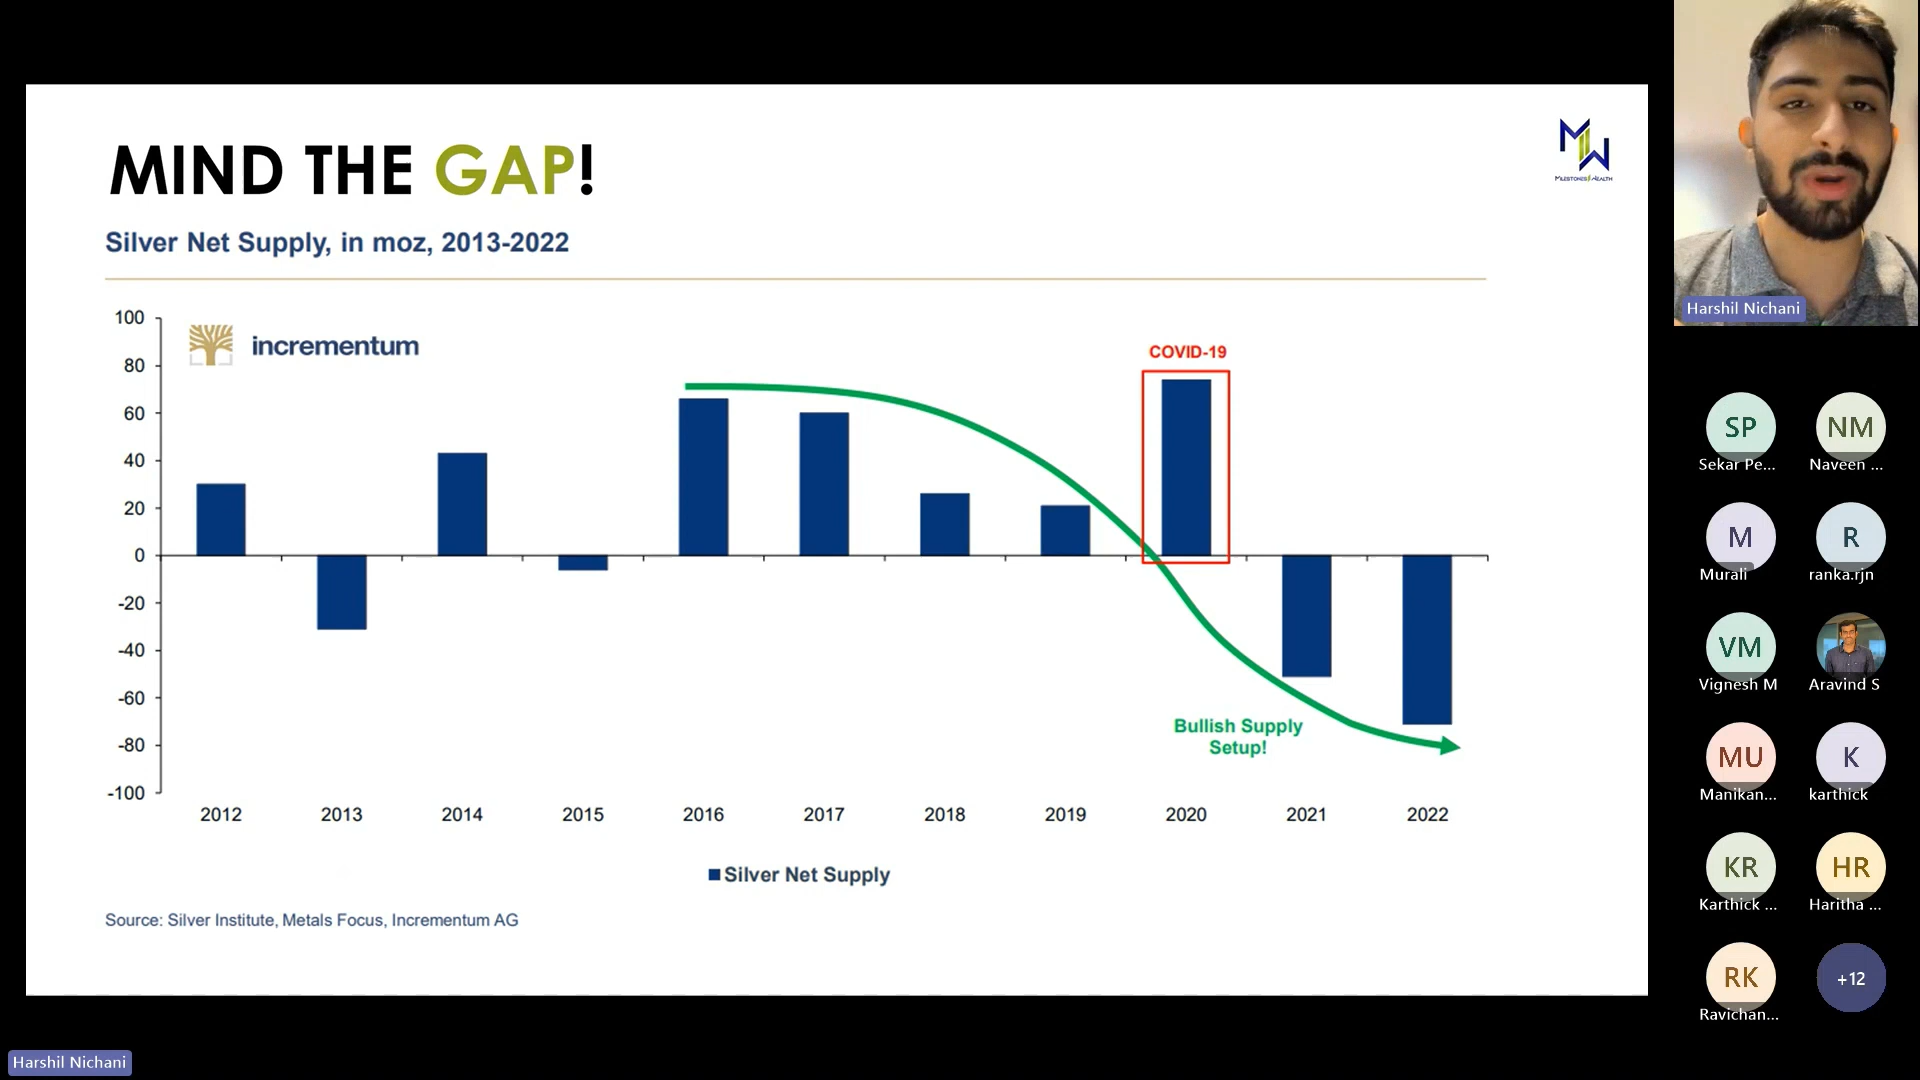 MIND THE GAP!
MW
MILESTONES WEALTH
Silver Net Supply, in moz, 2013-2022
incrementum
100
80
60
40
20
0
-20
-40
-60
-80
-100
COVID-19
Bullish Supply
Setup!
2012 2013 2014 2015 2016 2017 2018 2019 2020 2021 2022
Silver Net Supply
Source: Silver Institute, Metals Focus, Incrementum AG
Harshil Nichani
SP NM
Sekar Pe... Naveen ...
M R
Murali ranka.rjn
VM
Vignesh M Aravind S
MU K
Manikan... karthick
KR HR
Karthick ... Haritha ...
RK +12
Ravichan...
Harshil Nichani